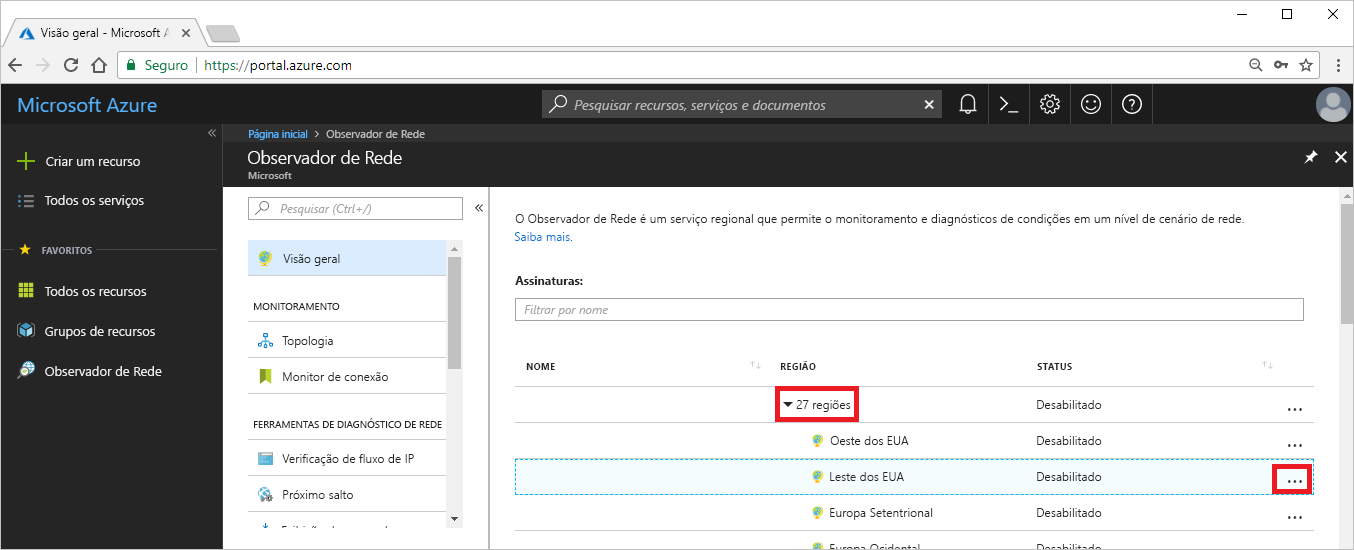 Visão geral - Microsoft A
Seguro https://portal.azure.com
Microsoft Azure
Pesquisar recursos, serviços e documentos
Criar um recurso
Todos os serviços
FAVORITOS
Todos os recursos
Grupos de recursos
Observador de Rede
Página inicial > Observador de Rede
Observador de Rede
Microsoft
Pesquisar (Ctrl+/)
Visão geral
MONITORAMENTO
Topologia
Monitor de conexão
FERRAMENTAS DE DIAGNÓSTICO DE REDE
Verificação de fluxo de IP
Próximo salto
O Observador de Rede é um serviço regional que permite o monitoramento e diagnósticos de condições em um nível de cenário de rede.
Saiba mais.
Assinaturas:
Filtrar por nome
NOME REGIÃO STATUS
27 regiões Desabilitado ...
Oeste dos EUA Desabilitado ...
Leste dos EUA Desabilitado ...
Europa Setentrional Desabilitado ...
Europa Ocidental Desabilitado